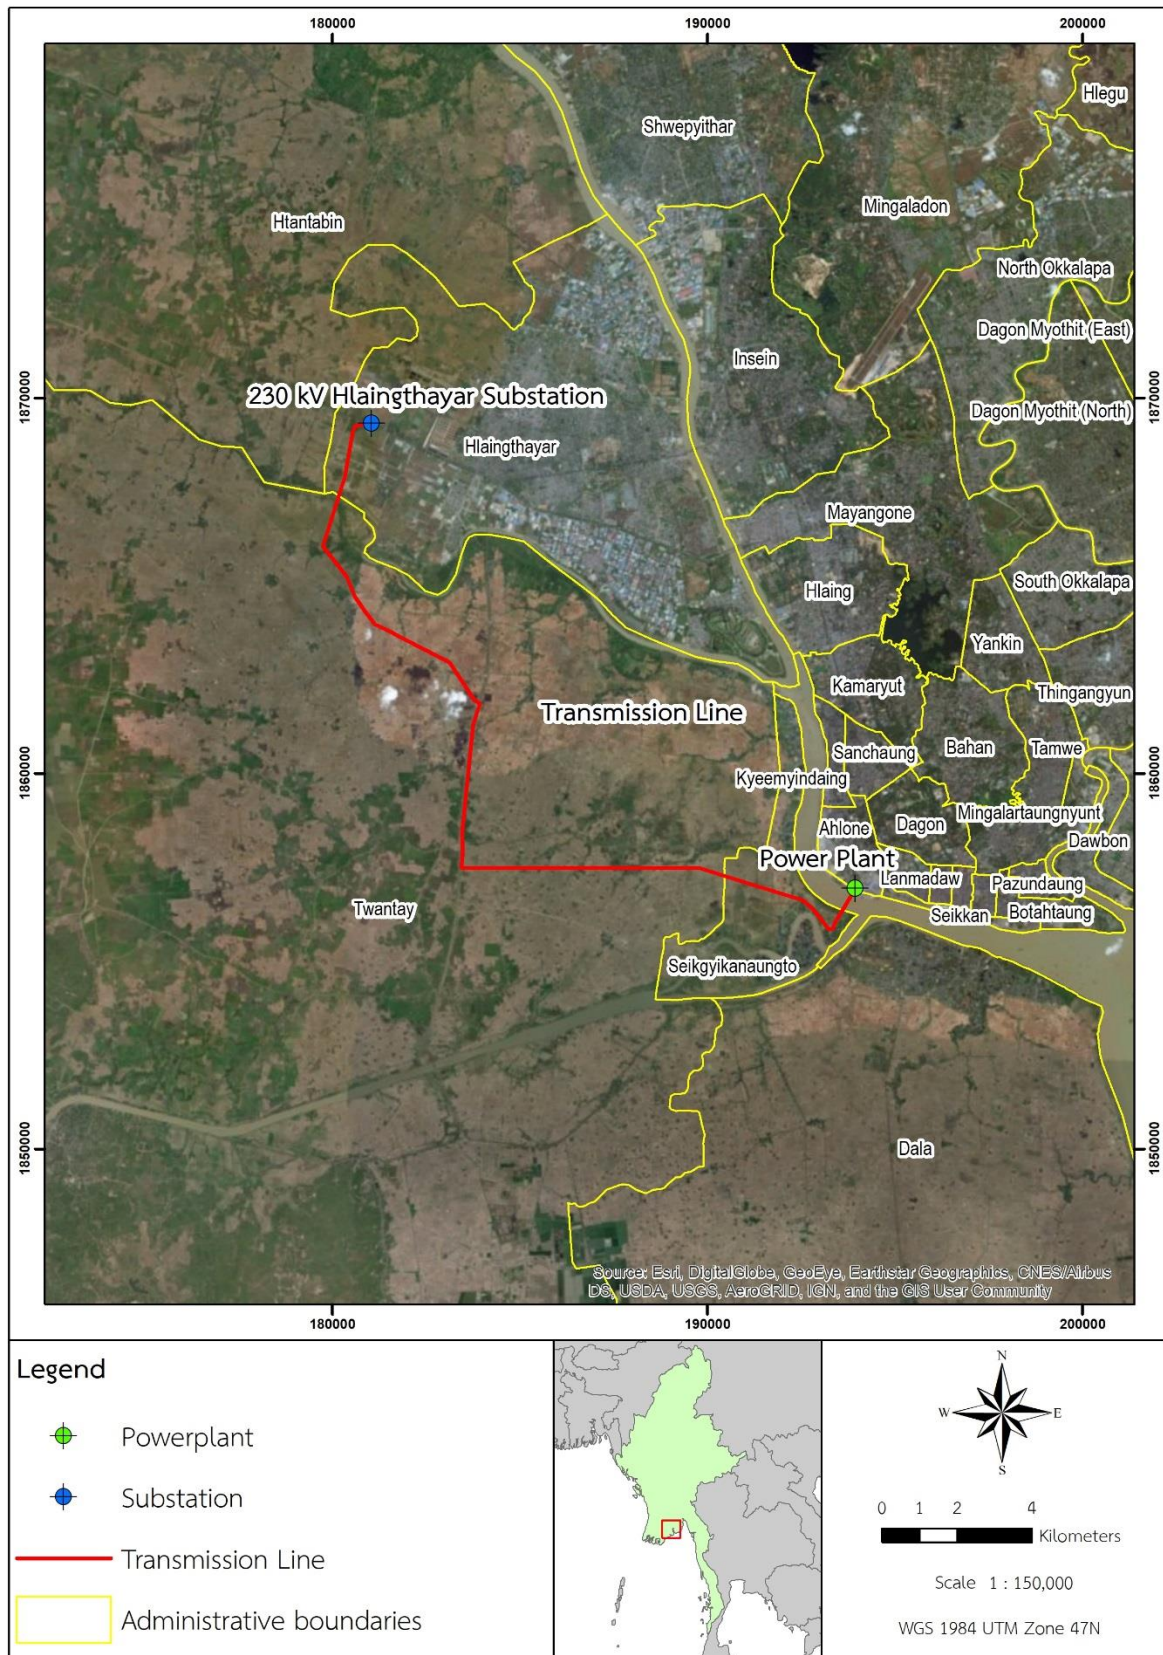 180000
190000
200000
Hlegu
Shwepyithar
Mingaladon
Htantabin
North Okkalapa
Dagon Myothit (East)
Insein
1870000
230 kV Hlaingthayar Substation
1870000
Dagon Myothit (North)
Hlaingthayar
Mayangone
South Okkalapa
Hlaing
Yankin
Kamaryut
Thingangyun
Transmission Line
Sanchaung
Bahan
Tamwe
1860000
Kyeemyindaing
1860000
Mingalartaungnyunt
Ahlone
Dagon
Dawbon
Power Plant
Lanmadaw
Pazundaung
Twantay
Seikkan
Botahtaung
Seikgyikanaungto
1850000
Dala
1850000
Source: Esri, DigitalGlobe, GeoEye, Earthstar Geographics, CNES/Airbus
DS, USDA, USGS, AeroGRID, IGN, and the GIS User Community
180000
190000
200000
Legend
Powerplant
Substation
Transmission Line
Administrative boundaries
N
W
E
S
0 1 2 4
Kilometers
Scale 1 : 150,000
WGS 1984 UTM Zone 47N